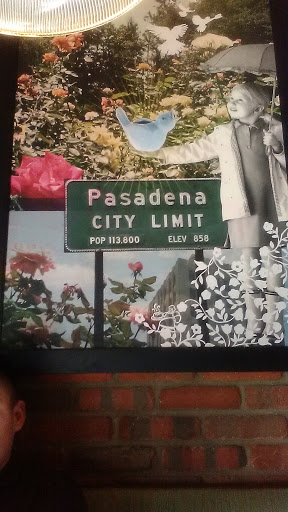 Pasadena
CITY LIMIT
POP 113,800 ELEV 858